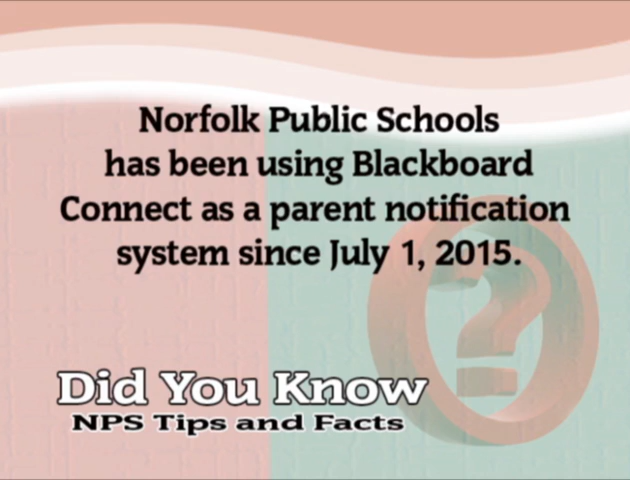 Norfolk Public Schools
has been using Blackboard
Connect as a parent notification
system since July 1, 2015.
?
Did You Know
NPS Tips and Facts